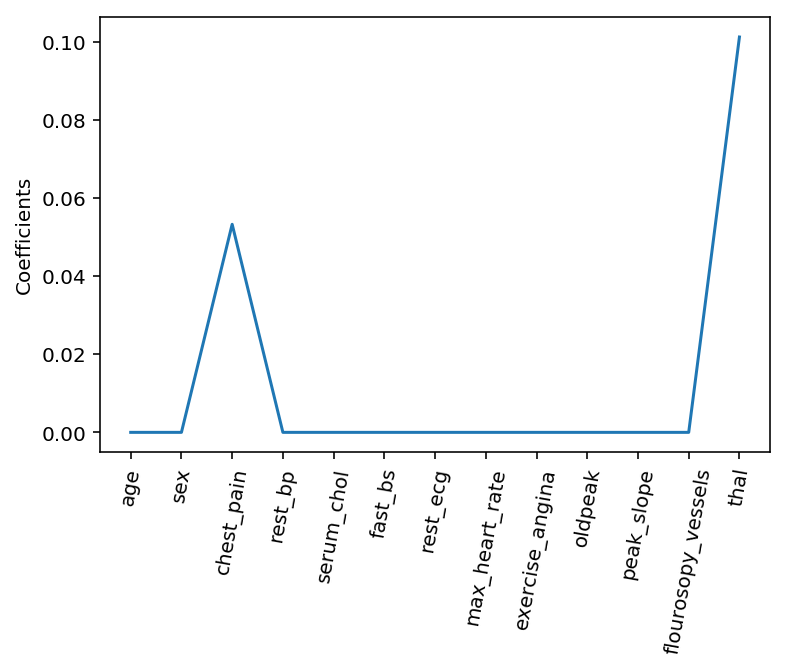 0.10
0.08
0.06
0.04
0.02
0.00
Coefficients
age
sex
chest_pain
rest_bp
serum_chol
fast_bs
rest_ecg
max_heart_rate
exercise_angina
oldpeak
peak_slope
flourosopy_vessels
thal